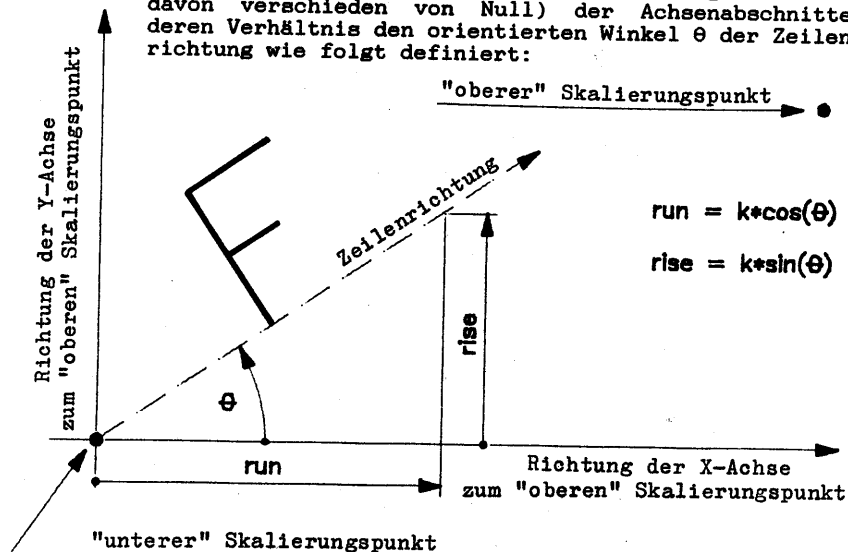 davon verschieden von Null) der Achsenabschnitte
deren Verhältnis den orientierten Winkel θ der Zeilen
richtung wie folgt definiert:
"oberer" Skalierungspunkt
Richtung der Y-Achse
zum "oberen" Skalierungspunkt
Zeilenrichtung
run = k*cos(θ)
rise = k*sin(θ)
rise
θ
run
Richtung der X-Achse
zum "oberen" Skalierungspunkt
"unterer" Skalierungspunkt